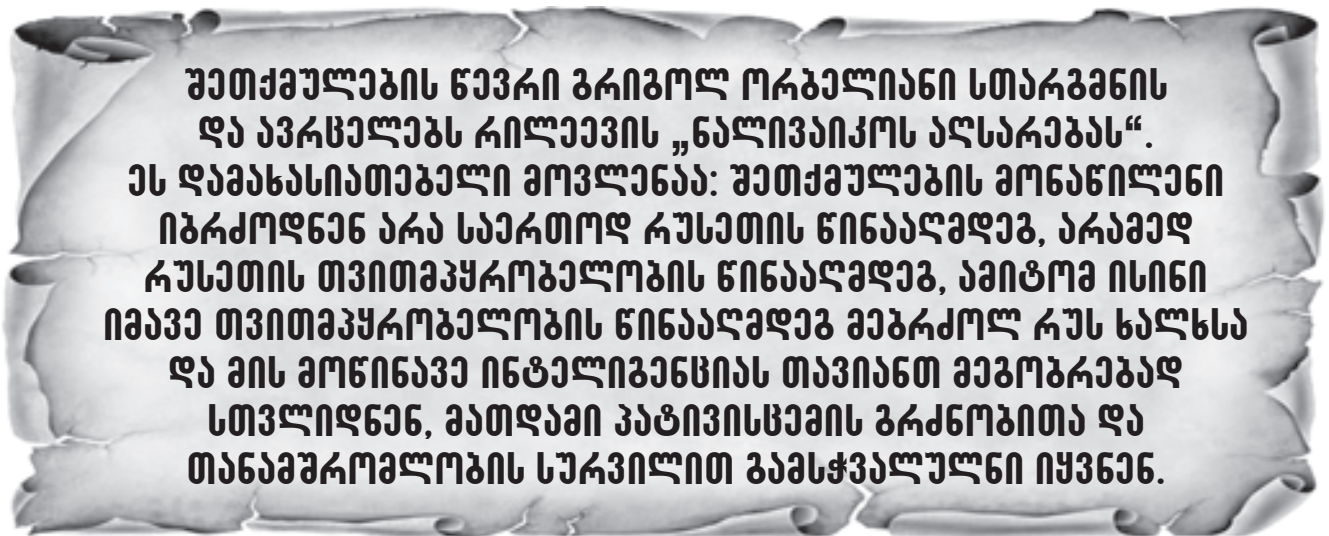 შეთქმულების წევრი გრიგოლ ორბელიანი სთარგმნის
და ავრცელებს რილეევის „ნალივაიკოს აღსარებას“.
ეს დამახასიათებელი მოვლენაა: შეთქმულების მონაწილენი
იბრძოდნენ არა საერთოდ რუსეთის წინააღმდეგ, არამედ
რუსეთის თვითმპყრობელობის წინააღმდეგ, ამიტომ ისინი
იმავე თვითმპყრობელობის წინააღმდეგ მებრძოლ რუს ხალხსა
და მის მოწინავე ინტელიგენციას თავიანთ მეგობრებად
სთვლიდნენ, მათდამი პატივისცემის გრძნობითა და
თანამშრომლობის სურვილით გამსჭვალულნი იყვნენ.